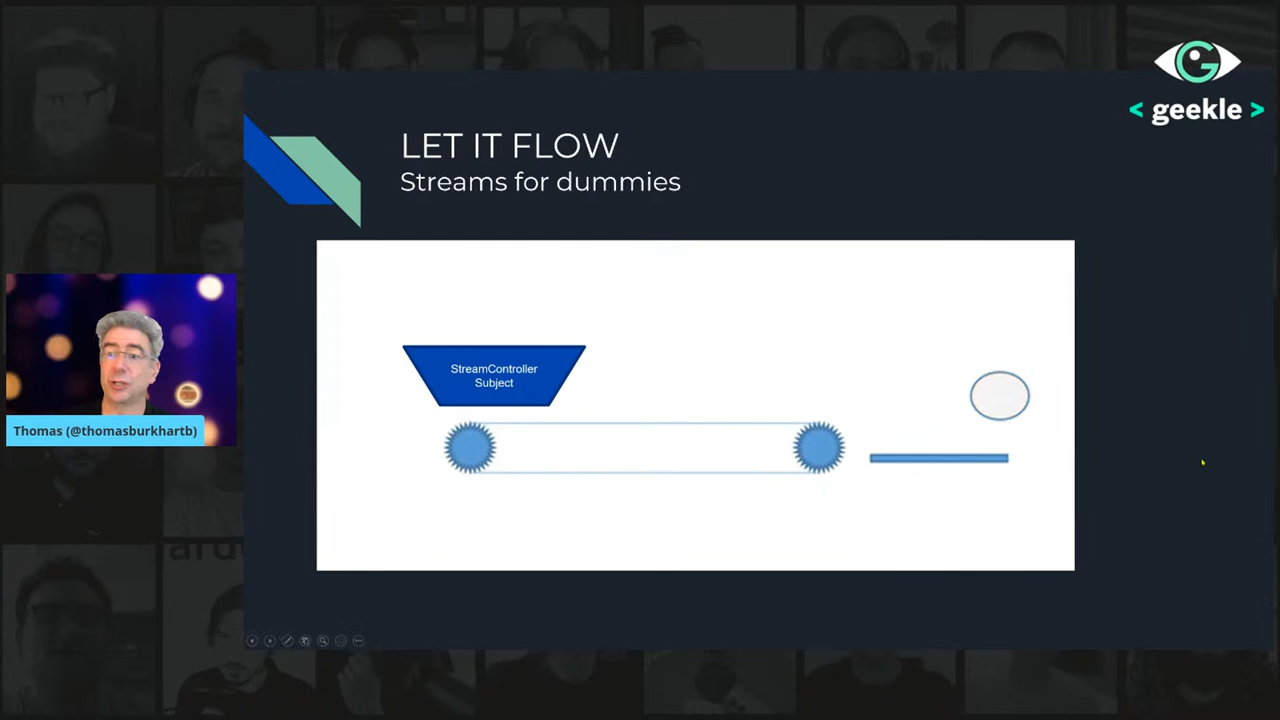 < geekle >
LET IT FLOW
Streams for dummies
StreamController
Subject
Thomas (@thomasburkhartb)